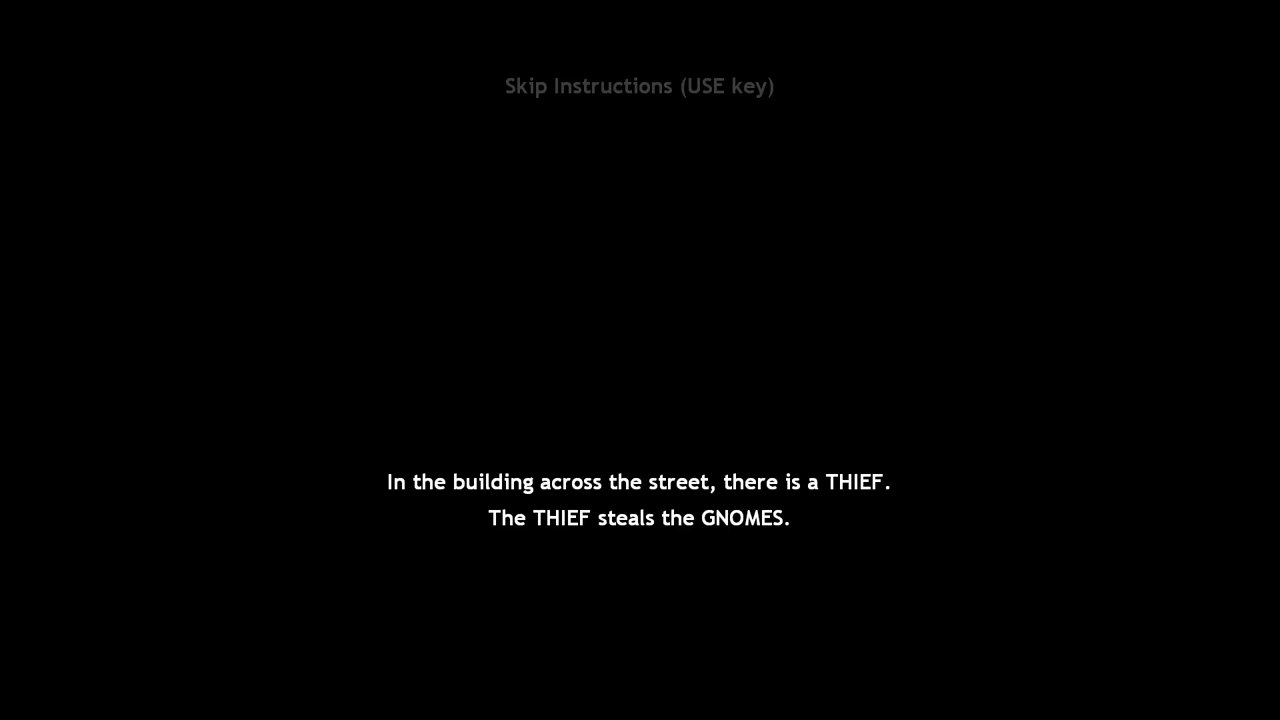 Skip Instructions (USE key)
In the building across the street, there is a THIEF.
The THIEF steals the GNOMES.